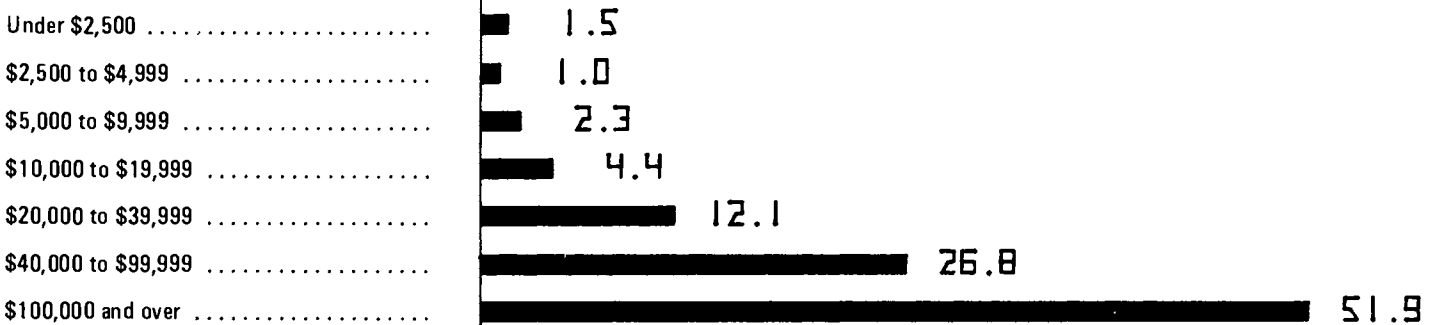 Under $2,500 ........................ 1.5
$2,500 to $4,999 ..................... 1.0
$5,000 to $9,999 ..................... 2.3
$10,000 to $19,999 ................... 4.4
$20,000 to $39,999 ................... 12.1
$40,000 to $99,999 ................... 26.8
$100,000 and over .................... 51.9